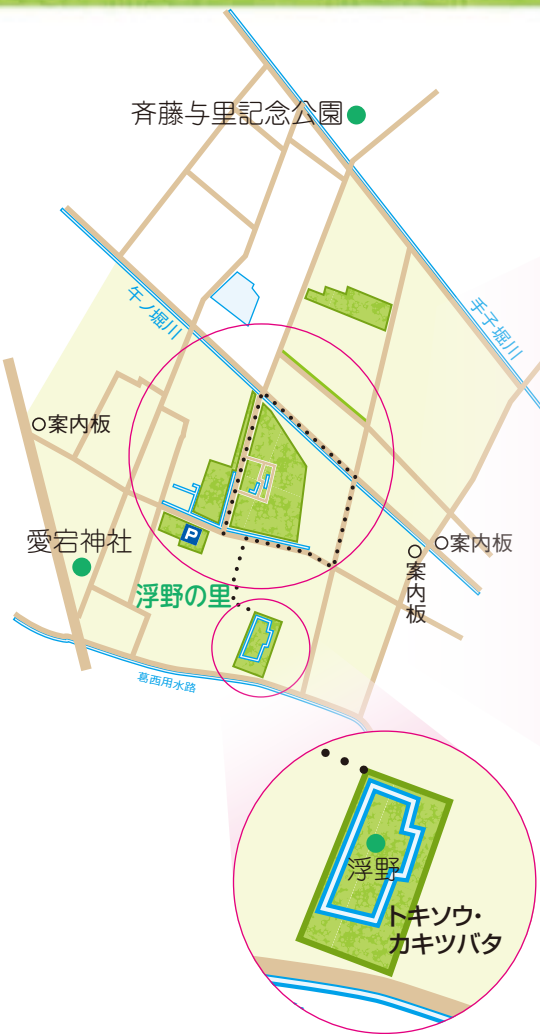 斉藤与里記念公園
午ノ堀川
手子堀川
案内板
愛宕神社
P
案内板
案内板
浮野の里
葛西用水路
浮野
トキソウ・
カキツバタ